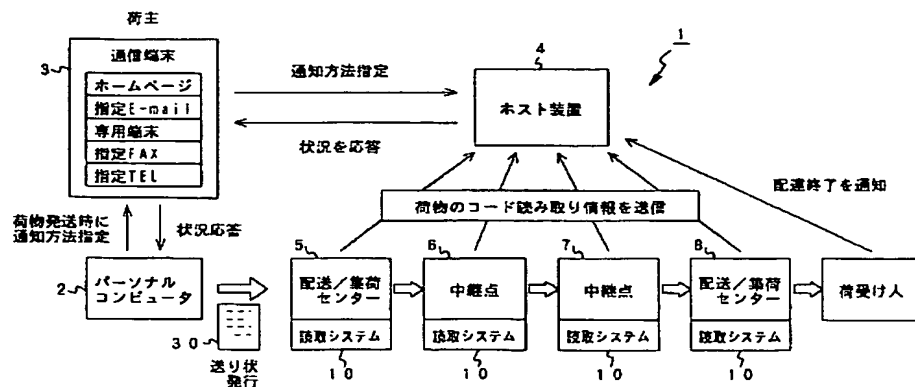 荷主
通信端末
3
ホームページ
指定E-mail
専用端末
指定FAX
指定TEL
通知方法指定
状況を応答
4
ホスト装置
1
配達終了を通知
荷物のコード読み取り情報を送信
荷物発送時に
通知方法指定
状況応答
2
パーソナル
コンピュータ
30
送り状
発行
5
配送/集荷
センター
読取システム
10
6
中継点
読取システム
10
7
中継点
読取システム
10
8
配送/集荷
センター
読取システム
10
荷受け人